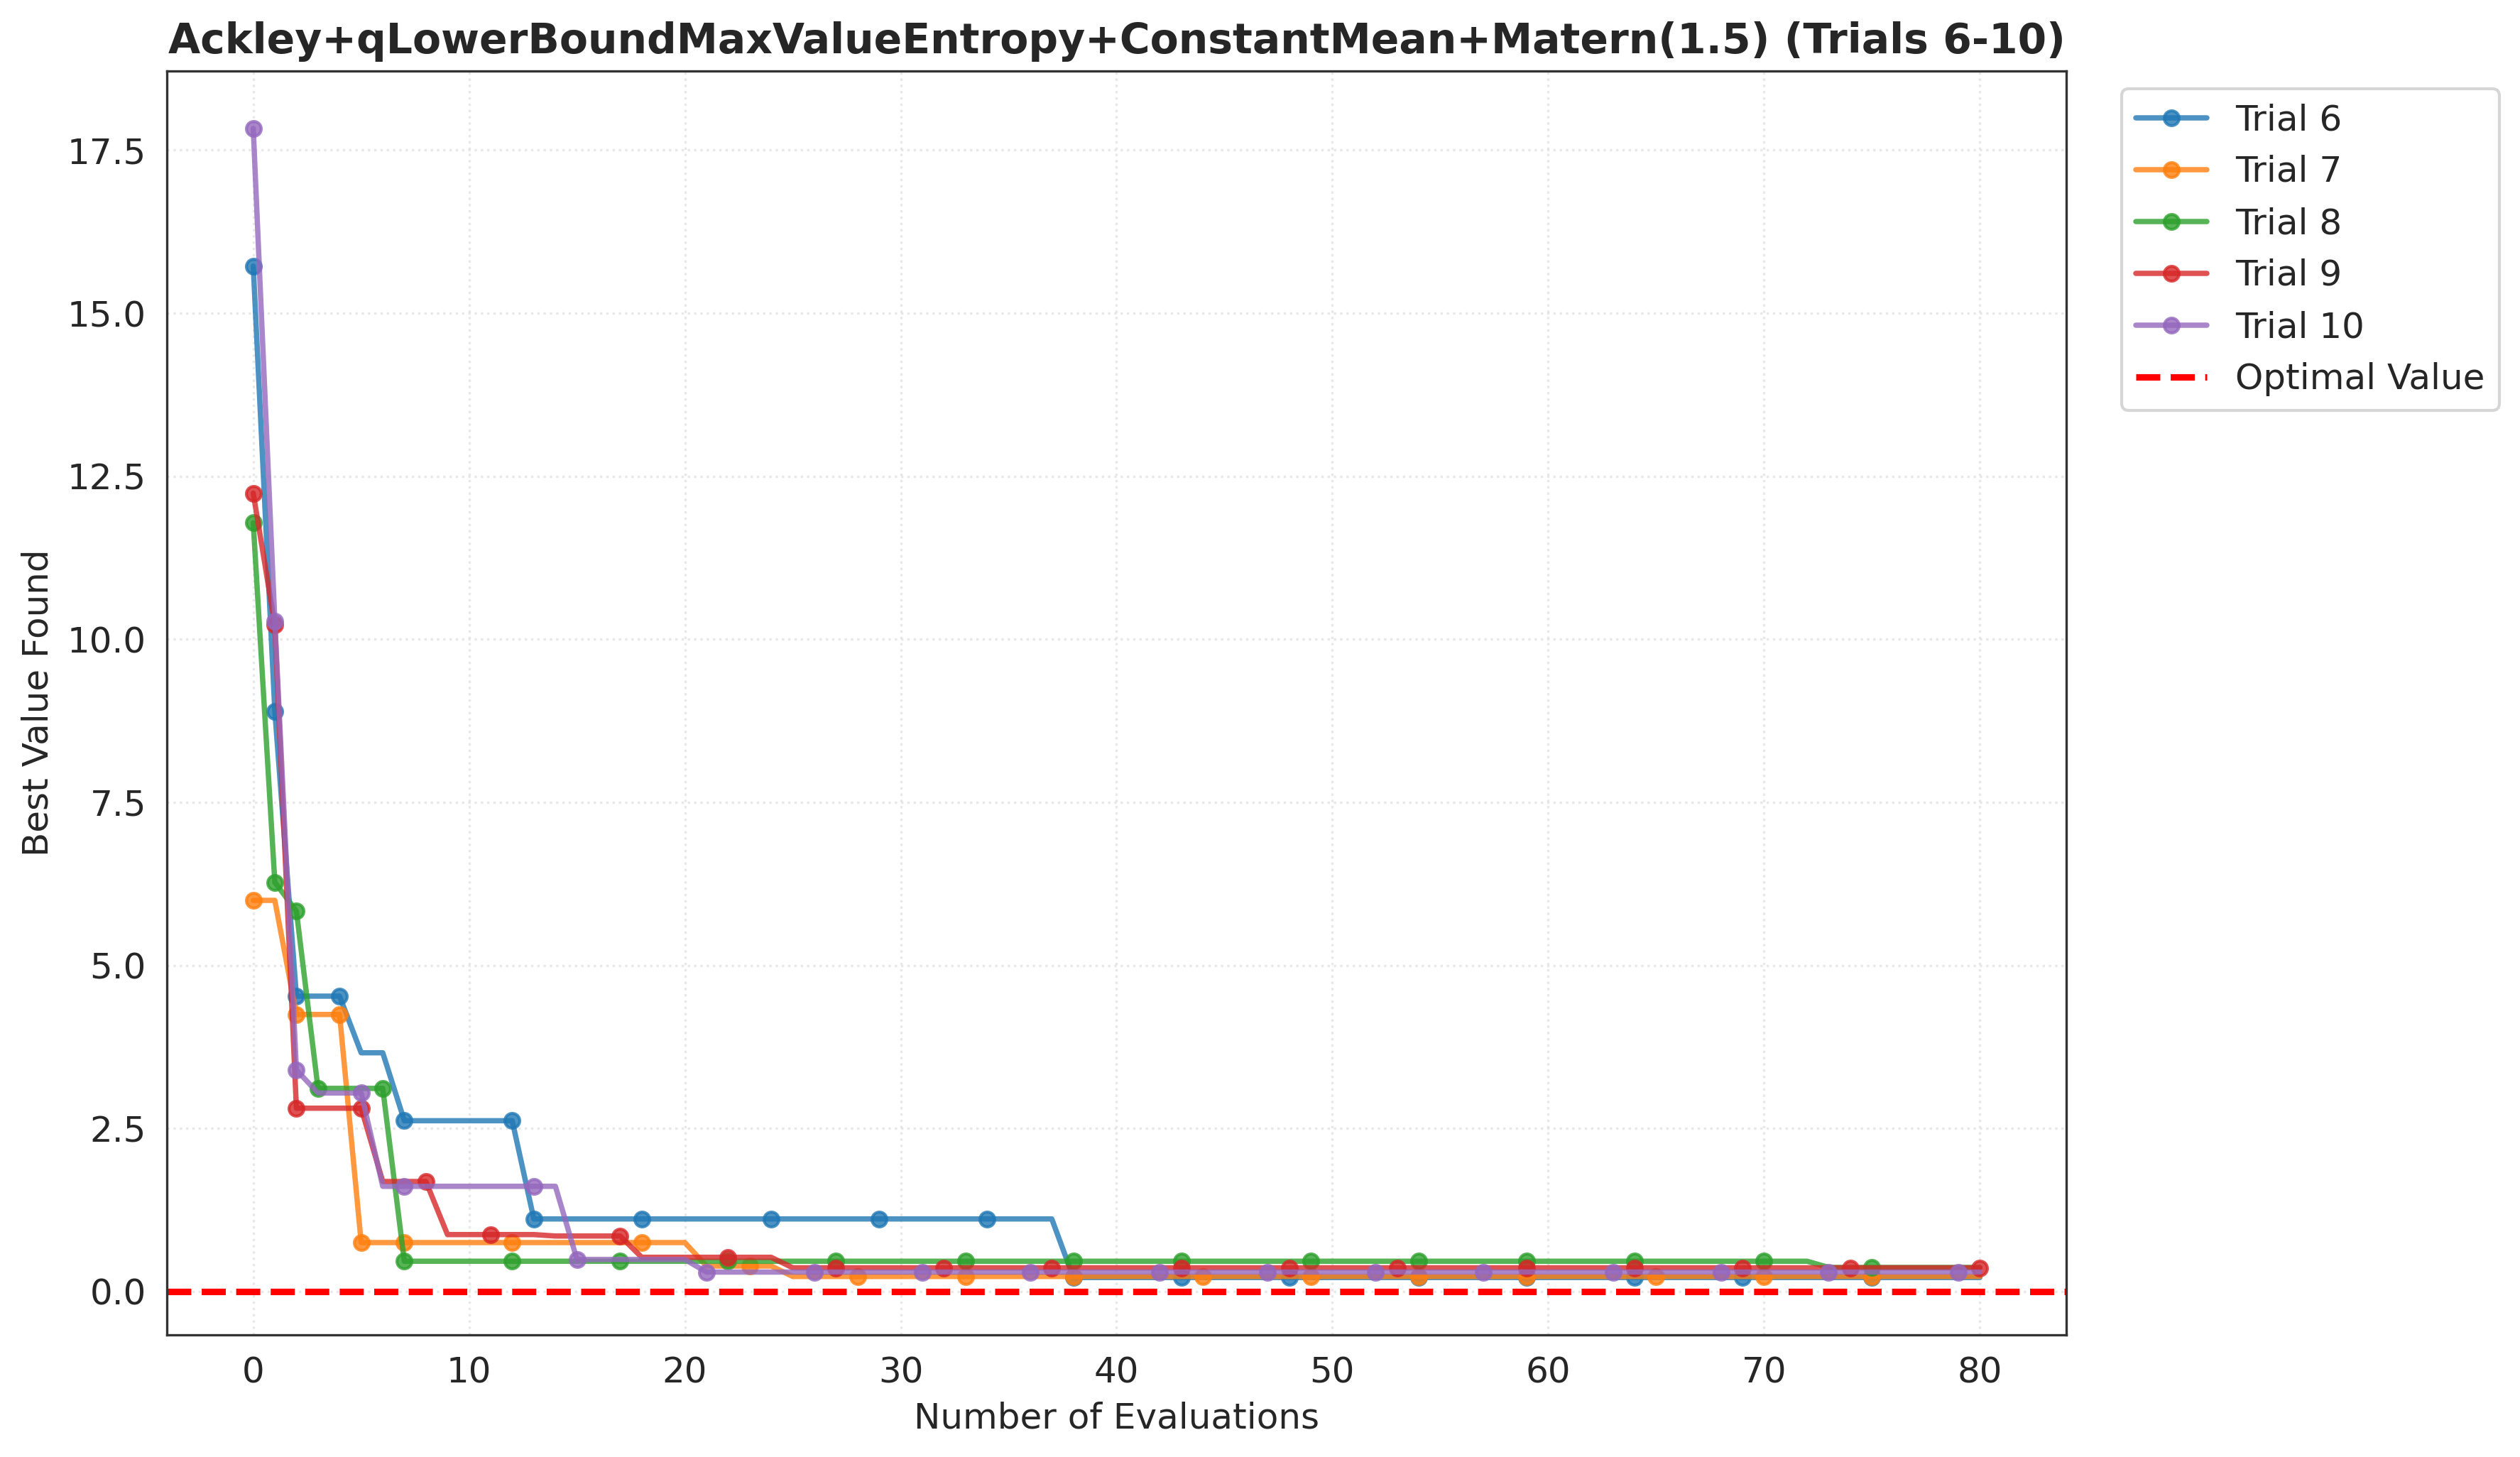 Ackley+qLowerBoundMaxValueEntropy+ConstantMean+Matern(1.5) (Trials 6-10)
Best Value Found
17.5
15.0
12.5
10.0
7.5
5.0
2.5
0.0
0 10 20 30 40 50 60 70 80
Number of Evaluations
Trial 6
Trial 7
Trial 8
Trial 9
Trial 10
Optimal Value